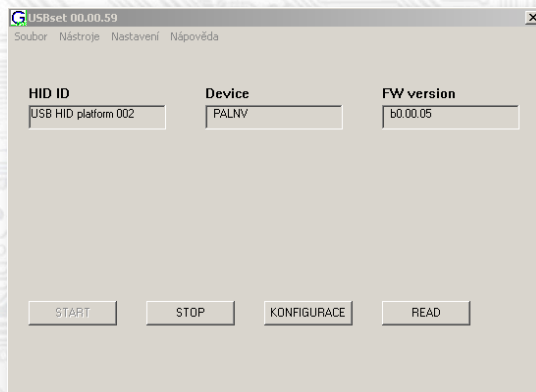 USBset 00.00.59
Soubor Nástroje Nastavení Nápověda
HID ID Device FW version
USB HID platform 002 PALNV b0.00.05
START STOP KONFIGURACE READ